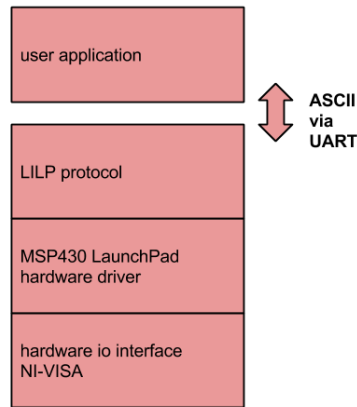 user application
ASCII
via
UART
LILP protocol
MSP430 LaunchPad
hardware driver
hardware io interface
NI-VISA